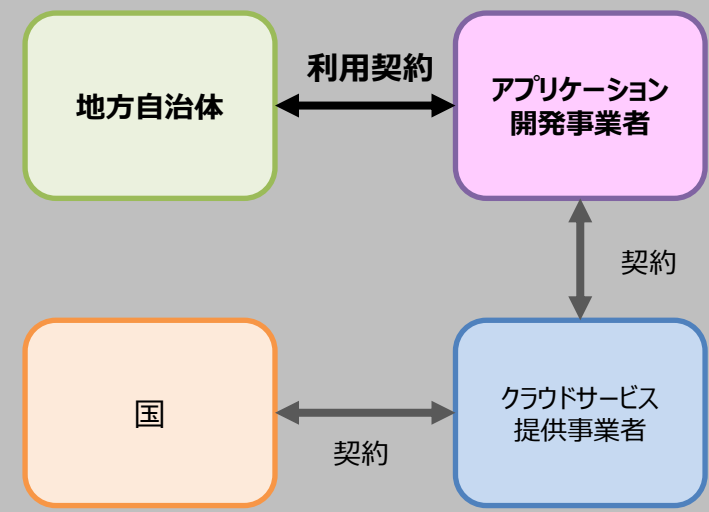 利用契約
地方自治体
アプリケーション
開発事業者
契約
国
契約
クラウドサービス
提供事業者